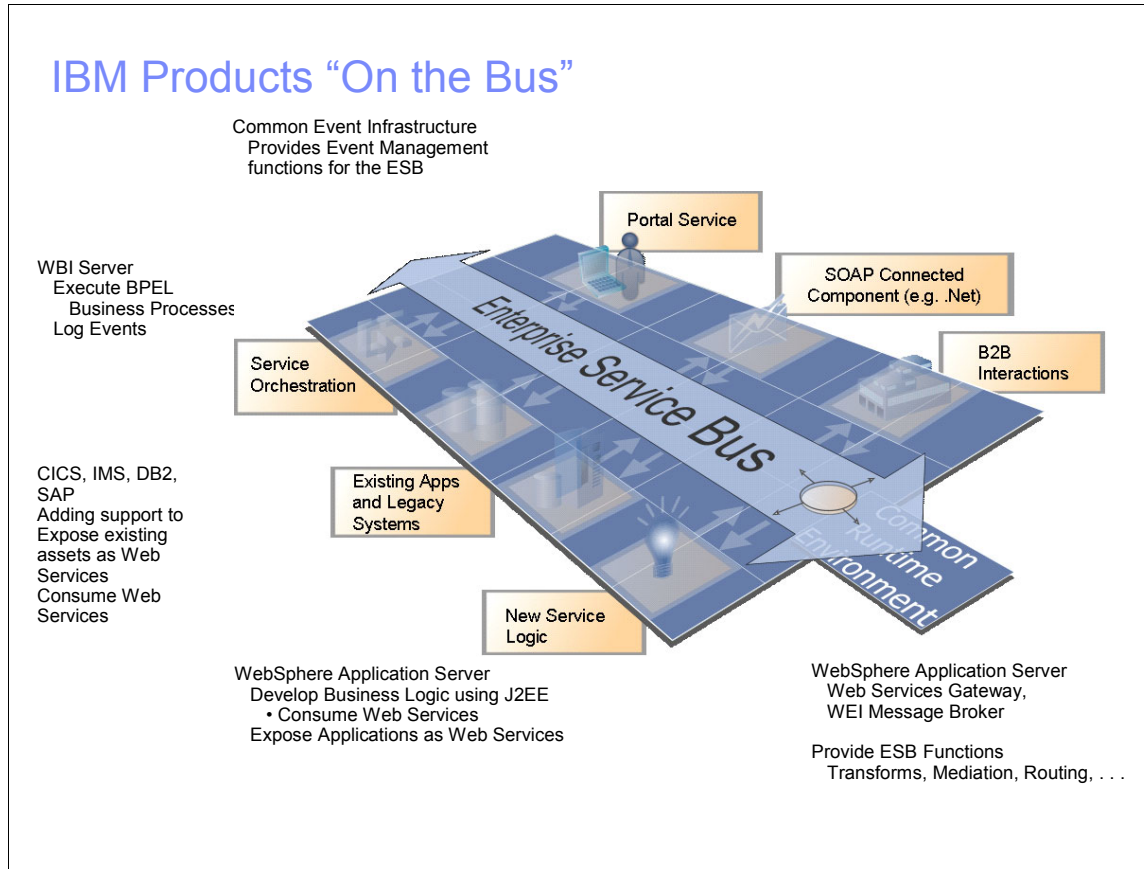 IBM Products “On the Bus”
Common Event Infrastructure
Provides Event Management
functions for the ESB
Portal Service
WBI Server
Execute BPEL
Business Processes
Log Events
SOAP Connected
Component (e.g. .Net)
Enterprise Service Bus
B2B
Interactions
Service
Orchestration
CICS, IMS, DB2,
SAP
Adding support to
Expose existing
assets as Web
Services
Consume Web
Services
Existing Apps
and Legacy
Systems
Common
Runtime
Environment
New Service
Logic
WebSphere Application Server
Develop Business Logic using J2EE
• Consume Web Services
Expose Applications as Web Services
WebSphere Application Server
Web Services Gateway,
WEI Message Broker
Provide ESB Functions
Transforms, Mediation, Routing, . . .